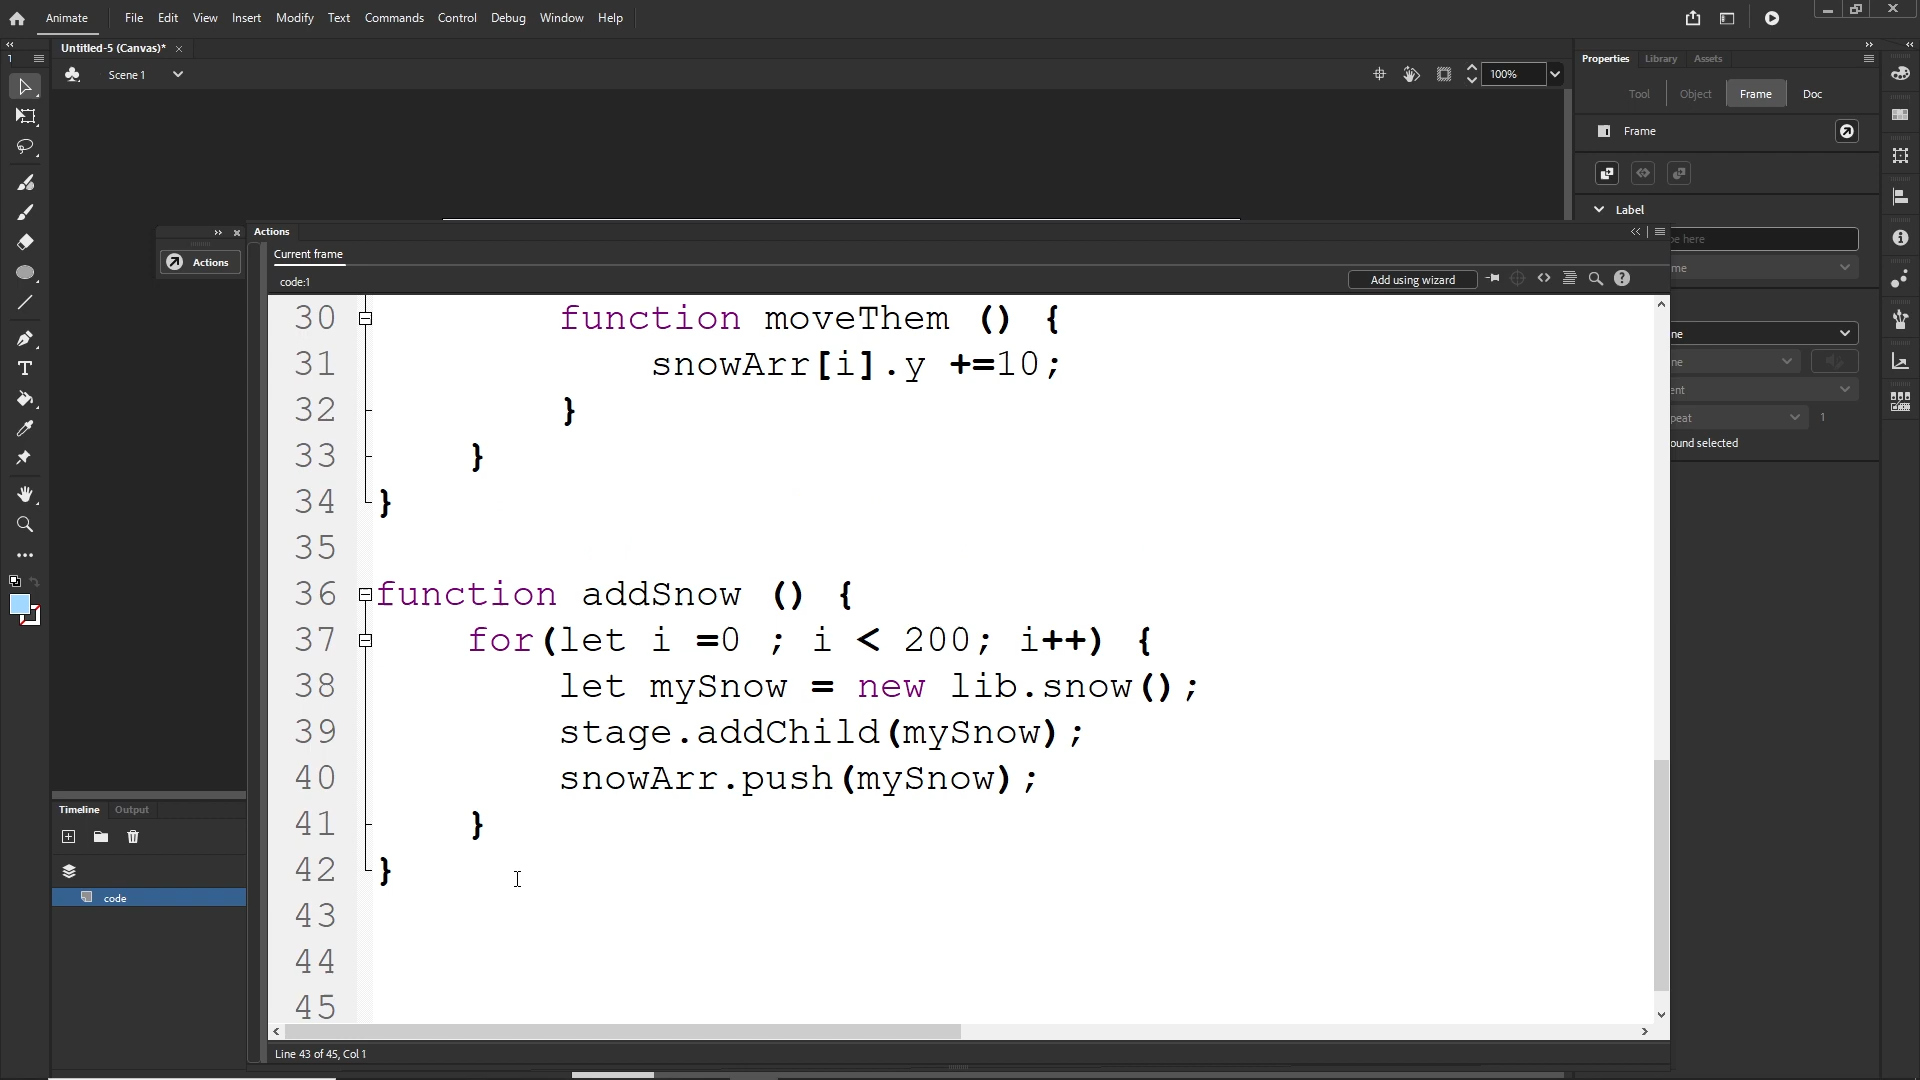 Animate File Edit View Insert Modify Text Commands Control Debug Window Help
Untitled-5 (Canvas)*
Scene 1
100%
Properties Library Assets
Tool Object Frame Doc
Frame
Label
Actions
Actions
Current frame
code:1
Add using wizard
30 function moveThem () {
31 snowArr[i].y +=10;
32 }
33 }
34 }
35
36 function addSnow () {
37 for(let i =0 ; i < 200; i++) {
38 let mySnow = new lib.snow();
39 stage.addChild(mySnow);
40 snowArr.push(mySnow);
41 }
42 }
43
44
45
Line 43 of 45, Col 1
here
1
ound selected
Timeline Output
code